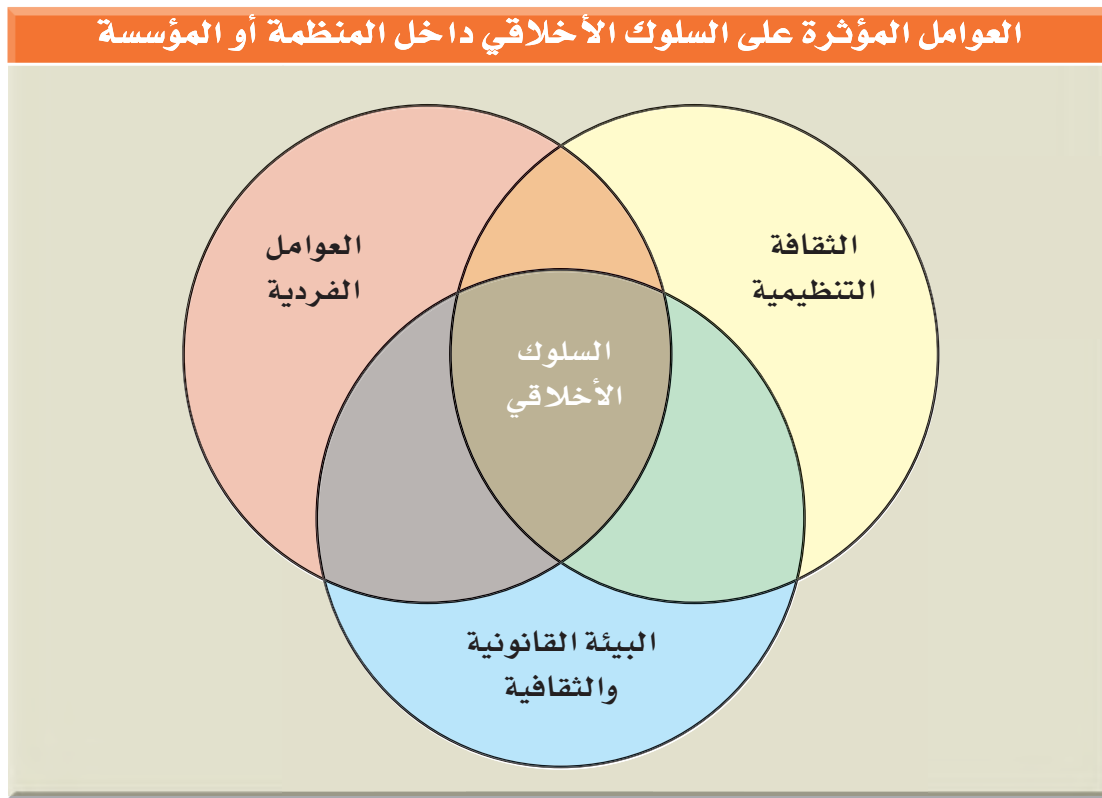 العوامل المؤثرة على السلوك الأخلاقي داخل المنظمة أو المؤسسة
الثقافة
التنظيمية
العوامل
الفردية
السلوك
الأخلاقي
البيئة القانونية
والثقافية